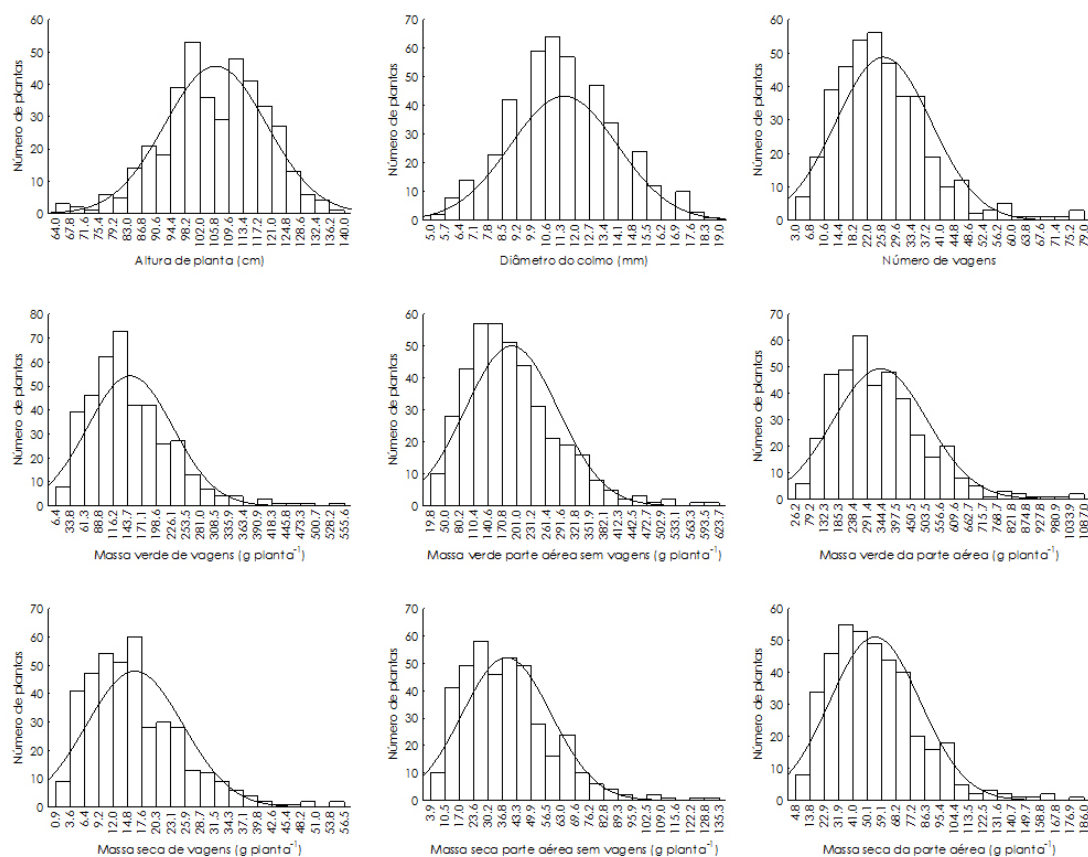 Número de plantas
60
50
40
30
20
10
0
64.0 67.8 71.6 75.4 79.2 83.0 86.8 90.6 94.4 98.2 102.0 105.8 109.6 113.4 117.2 121.0 124.8 128.6 132.4 136.2 140.0
Altura de planta (cm)
Número de plantas
70
60
50
40
30
20
10
0
5.0 5.7 6.4 7.1 7.8 8.5 9.2 9.9 10.6 11.3 12.0 12.7 13.4 14.1 14.8 15.5 16.2 16.9 17.6 18.3 19.0
Diâmetro do colmo (mm)
Número de plantas
60
50
40
30
20
10
0
3.0 6.8 10.6 14.4 18.2 22.0 25.8 29.6 33.4 37.2 41.0 44.8 48.6 52.4 56.2 60.0 63.8 67.6 71.4 75.2 79.0
Número de vagens
Número de plantas
80
70
60
50
40
30
20
10
0
6.4 33.8 61.3 88.8 116.2 143.7 171.1 198.6 226.1 253.5 281.0 308.5 335.9 363.4 390.9 418.3 445.8 473.3 500.7 528.2 555.6
Massa verde de vagens (g planta⁻¹)
Número de plantas
70
60
50
40
30
20
10
0
19.8 50.0 80.2 110.4 140.6 170.8 201.0 231.2 261.4 291.6 321.8 351.9 382.1 412.3 442.5 472.7 502.9 533.1 563.3 593.5 623.7
Massa verde parte aérea sem vagens (g planta⁻¹)
Número de plantas
70
60
50
40
30
20
10
0
26.2 79.2 132.3 185.3 238.4 291.4 344.4 397.5 450.5 503.5 556.6 609.6 662.7 715.7 768.7 821.8 874.8 927.8 980.9 1033.9 1087.0
Massa verde da parte aérea (g planta⁻¹)
Número de plantas
70
60
50
40
30
20
10
0
0.9 3.6 6.4 9.2 12.0 14.8 17.6 20.3 23.1 25.9 28.7 31.5 34.3 37.1 39.8 42.6 45.4 48.2 51.0 53.8 56.5
Massa seca de vagens (g planta⁻¹)
Número de plantas
70
60
50
40
30
20
10
0
3.9 10.5 17.0 23.6 30.2 36.8 43.3 49.9 56.5 63.0 69.6 76.2 82.8 89.3 95.9 102.5 109.0 115.6 122.2 128.8 135.3
Massa seca parte aérea sem vagens (g planta⁻¹)
Número de plantas
70
60
50
40
30
20
10
0
4.8 13.8 22.9 31.9 41.0 50.1 59.1 68.2 77.2 86.3 95.4 104.4 113.5 122.5 131.6 140.7 149.7 158.8 167.8 176.9 186.0
Massa seca da parte aérea (g planta⁻¹)